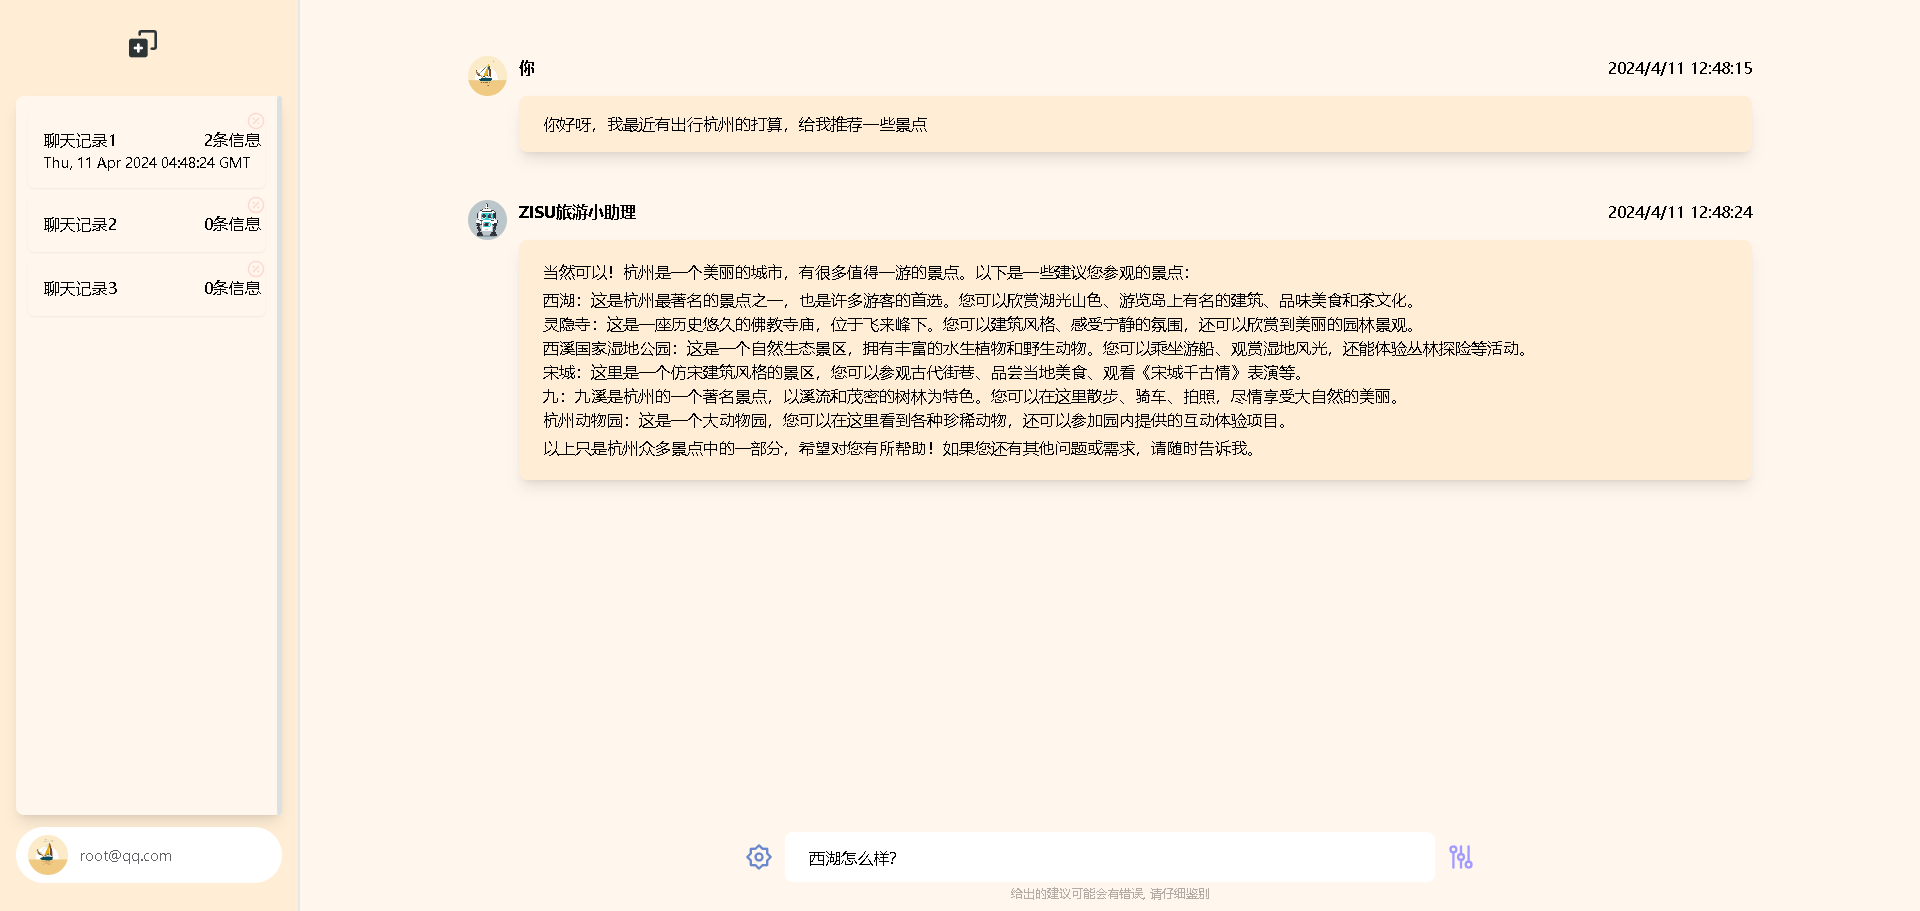 聊天记录1 2条信息
Thu, 11 Apr 2024 04:48:24 GMT
聊天记录2 0条信息
聊天记录3 0条信息
root@qq.com
你 2024/4/11 12:48:15
你好呀，我最近有出行杭州的打算，给我推荐一些景点
ZISU旅游小助理 2024/4/11 12:48:24
当然可以！杭州是一个美丽的城市，有很多值得一游的景点。以下是一些建议您参观的景点：
西湖：这是杭州最著名的景点之一，也是许多游客的首选。您可以欣赏湖光山色、游览岛上有名的建筑、品味美食和茶文化。
灵隐寺：这是一座历史悠久的佛教寺庙，位于飞来峰下。您可以建筑风格、感受宁静的氛围，还可以欣赏到美丽的园林景观。
西溪国家湿地公园：这是一个自然生态景区，拥有丰富的水生植物和野生动物。您可以乘坐游船、观赏湿地风光，还能体验丛林探险等活动。
宋城：这里是一个仿宋建筑风格的景区，您可以参观古代街巷、品尝当地美食、观看《宋城千古情》表演等。
九：九溪是杭州的一个著名景点，以溪流和茂密的树林为特色。您可以在这里散步、骑车、拍照，尽情享受大自然的美丽。
杭州动物园：这是一个大动物园，您可以在这里看到各种珍稀动物，还可以参加园内提供的互动体验项目。
以上只是杭州众多景点中的一部分，希望对您有所帮助！如果您还有其他问题或需求，请随时告诉我。
西湖怎么样?
给出的建议可能会有错误, 请仔细鉴别